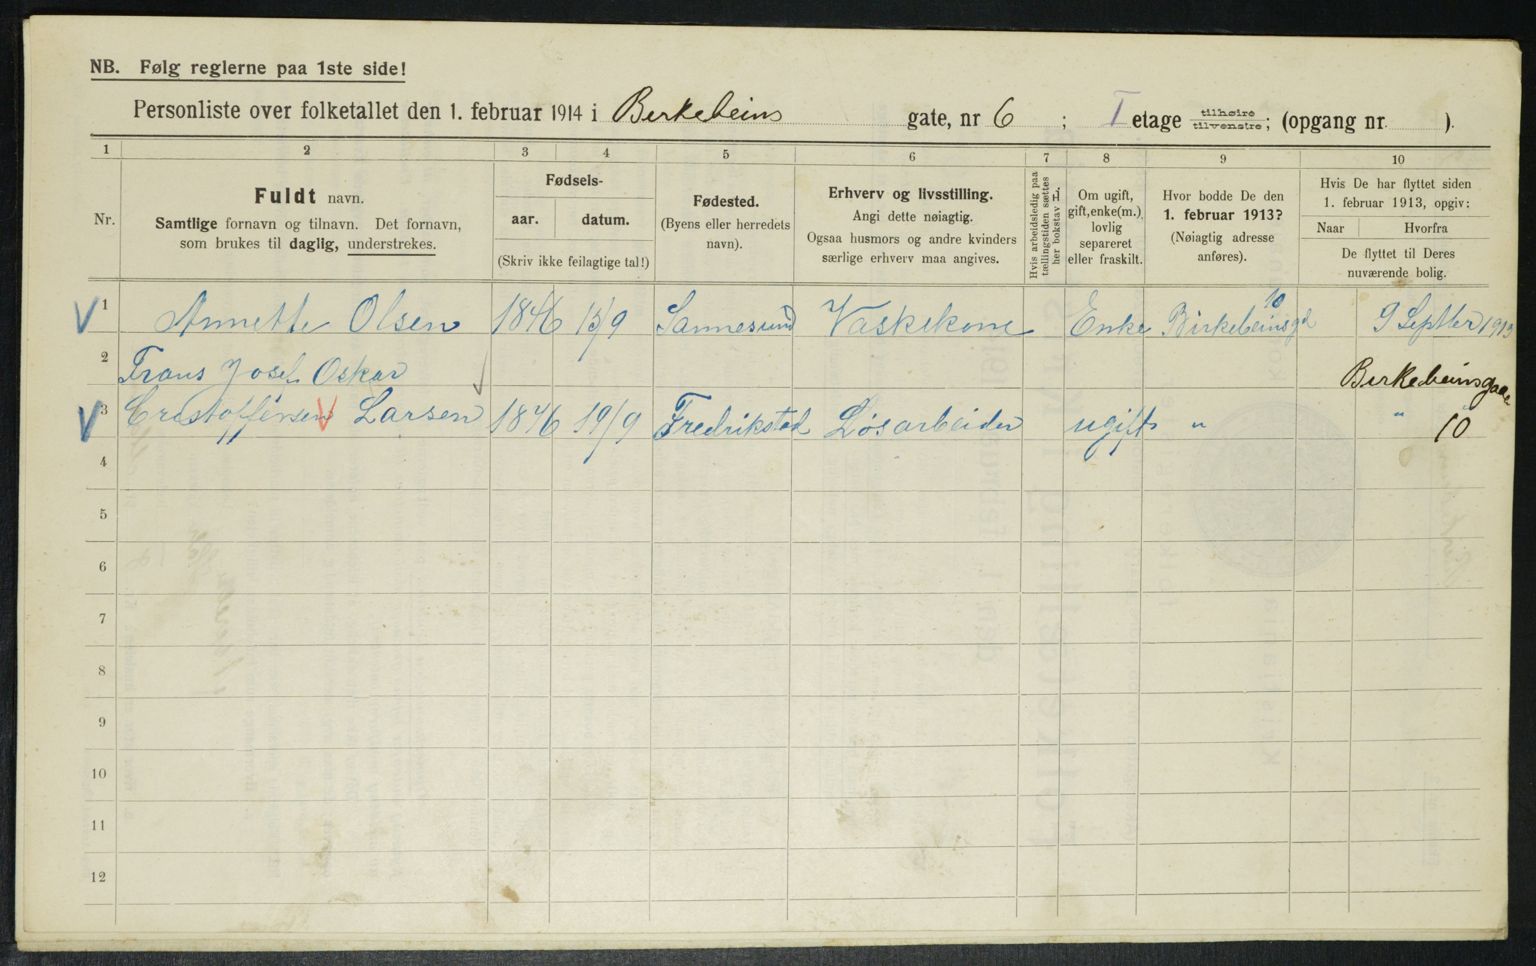 NB. Følg reglerne paa 1ste side!
Personliste over folketallet den 1. februar 1914 i Birkebeins gate, nr 6 ; I etage tilhøire tilvenstre; (opgang nr. ).
1 2 3 4 5 6 7 8 9 10
Nr.
Fuldt navn.
Samtlige fornavn og tilnavn. Det fornavn,
som brukes til daglig, understrekes.
Fødsels-
aar. datum.
(Skriv ikke feilagtige tal!)
Fødested.
(Byens eller herredets
navn).
Erhverv og livsstilling.
Angi dette nøiagtig.
Ogsaa husmors og andre kvinders
særlige erhverv maa angives.
Hvis arbeidsledig paa
tællingstiden sættes
her bokstav L.
Om ugift,
gift, enke(m.),
lovlig
separeret
eller fraskilt.
Hvor bodde De den
1. februar 1913?
(Nøiagtig adresse
anføres).
Hvis De har flyttet siden
1. februar 1913, opgiv:
Naar Hvorfra
De flyttet til Deres
nuværende bolig.
1 Annette Olsen 1846 15/9 Sannesund Vaskekone Enke Birkebeinsgd 10 9 Septber 1913
2 Frans Josef Oskar Birkebeinsgaae
3 Cristoffersen Larsen 1846 19/9 Fredrikstad Løsarbeider ugift " " 10
4
5
6
7
8
9
10
11
12